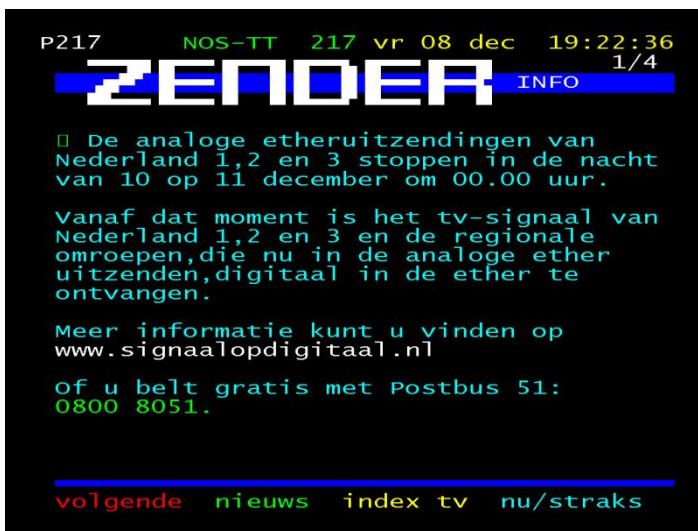 P217 NOS-TT 217 vr 08 dec 19:22:36
1/4
ZENDER INFO
De analoge etheruitzendingen van
Nederland 1,2 en 3 stoppen in de nacht
van 10 op 11 december om 00.00 uur.
Vanaf dat moment is het tv-signaal van
Nederland 1,2 en 3 en de regionale
omroepen,die nu in de analoge ether
uitzenden,digitaal in de ether te
ontvangen.
Meer informatie kunt u vinden op
www.signaalopdigitaal.nl
Of u belt gratis met Postbus 51:
0800 8051.
volgende nieuws index tv nu/straks